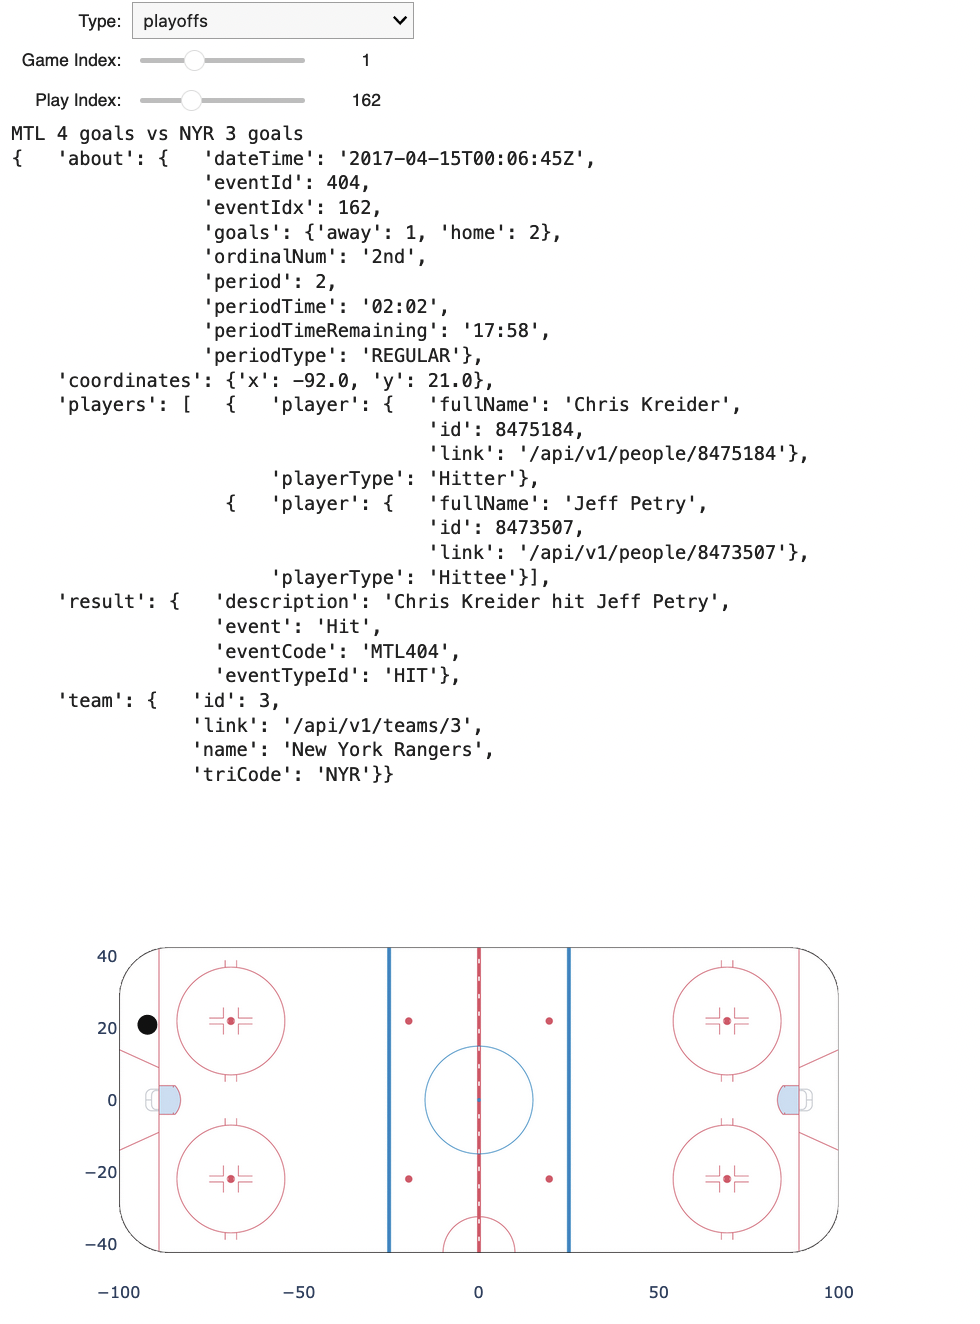 Type: playoffs
Game Index: 1
Play Index: 162
MTL 4 goals vs NYR 3 goals
{   'about': {   'dateTime': '2017-04-15T00:06:45Z',
                 'eventId': 404,
                 'eventIdx': 162,
                 'goals': {'away': 1, 'home': 2},
                 'ordinalNum': '2nd',
                 'period': 2,
                 'periodTime': '02:02',
                 'periodTimeRemaining': '17:58',
                 'periodType': 'REGULAR'},
    'coordinates': {'x': -92.0, 'y': 21.0},
    'players': [   {   'player': {   'fullName': 'Chris Kreider',
                                     'id': 8475184,
                                     'link': '/api/v1/people/8475184'},
                       'playerType': 'Hitter'},
                   {   'player': {   'fullName': 'Jeff Petry',
                                     'id': 8473507,
                                     'link': '/api/v1/people/8473507'},
                       'playerType': 'Hittee'}],
    'result': {   'description': 'Chris Kreider hit Jeff Petry',
                  'event': 'Hit',
                  'eventCode': 'MTL404',
                  'eventTypeId': 'HIT'},
    'team': {   'id': 3,
                'link': '/api/v1/teams/3',
                'name': 'New York Rangers',
                'triCode': 'NYR'}}
40
20
0
−20
−40
−100 −50 0 50 100